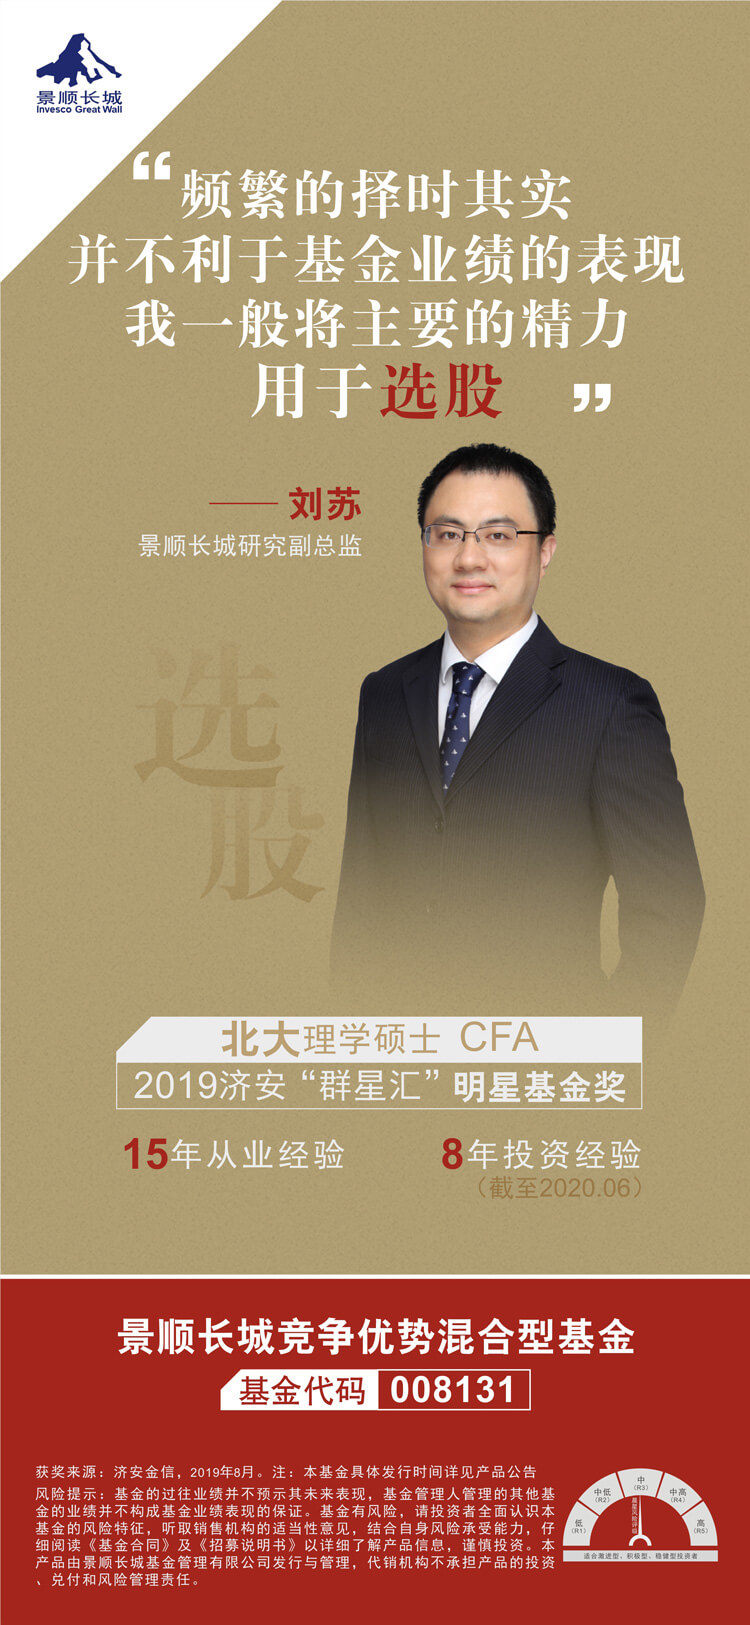 景顺长城
Invesco Great Wall
“频繁的择时其实
并不利于基金业绩的表现
我一般将主要的精力
用于选股”
—— 刘苏
景顺长城研究副总监
选
股
北大理学硕士 CFA
2019济安“群星汇”明星基金奖
15年从业经验 8年投资经验
（截至2020.06）
景顺长城竞争优势混合型基金
基金代码 008131
获奖来源：济安金信，2019年8月。注：本基金具体发行时间详见产品公告
风险提示：基金的过往业绩并不预示其未来表现，基金管理人管理的其他基
金的业绩并不构成基金业绩表现的保证。基金有风险，请投资者全面认识本
基金的风险特征，听取销售机构的适当性意见，结合自身风险承受能力，仔
细阅读《基金合同》及《招募说明书》以详细了解产品信息，谨慎投资。本
产品由景顺长城基金管理有限公司发行与管理，代销机构不承担产品的投资
、兑付和风险管理责任。
低
(R1)
中低
(R2)
中
(R3)
中高
(R4)
高
(R5)
适合激进型、积极型、稳健型投资者